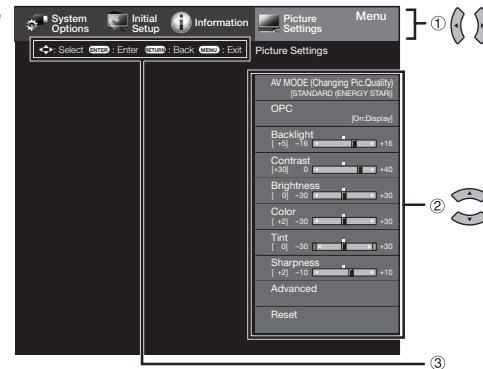 System Options
Initial Setup
Information
Picture Settings
Menu
: Select ENTER : Enter RETURN : Back MENU : Exit
Picture Settings
AV MODE (Changing Pic.Quality)
[STANDARD (ENERGY STAR)]
OPC
[On:Display]
Backlight
[ +5] −16 +16
Contrast
[+30] 0 +40
Brightness
[ 0] −30 +30
Color
[ +2] −30 +30
Tint
[ 0] −30 +30
Sharpness
[ +2] −10 +10
Advanced
Reset
①
②
③